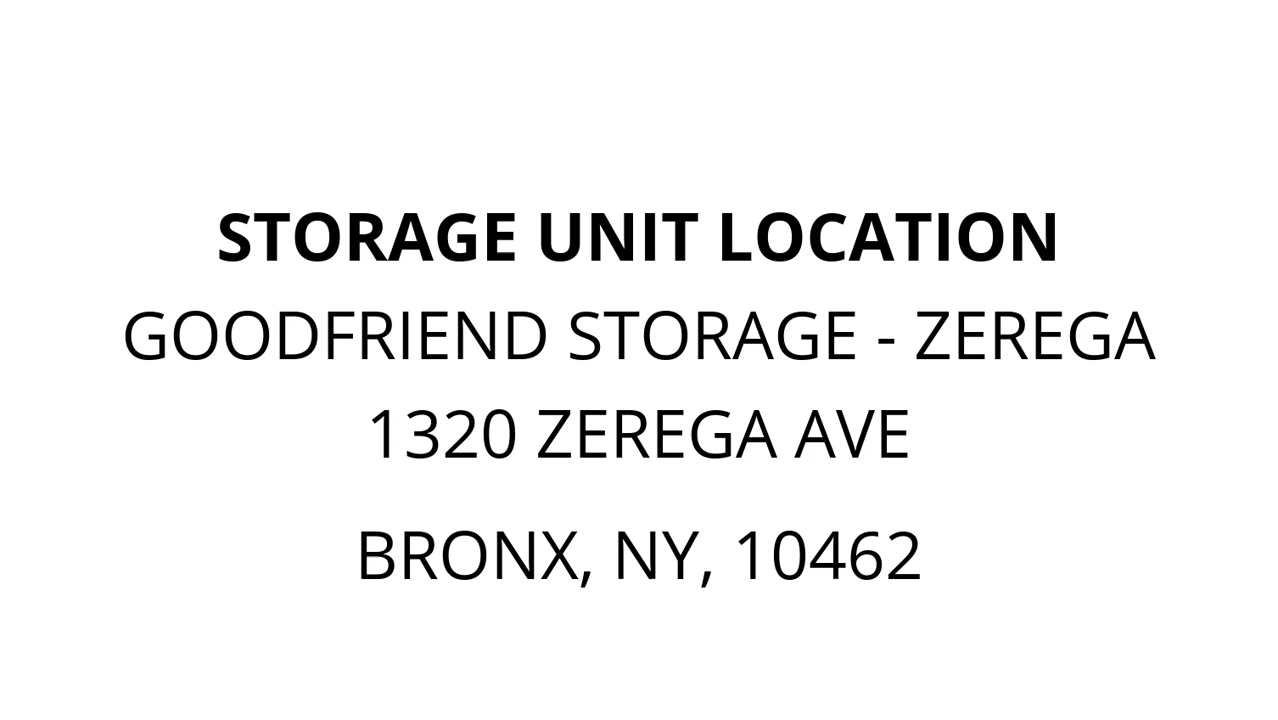 STORAGE UNIT LOCATION
GOODFRIEND STORAGE - ZEREGA
1320 ZEREGA AVE
BRONX, NY, 10462